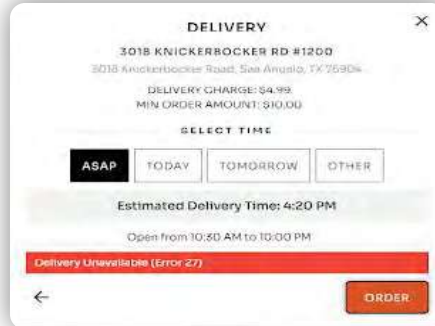 DELIVERY
3018 KNICKERBOCKER RD #1200
3018 Knickerbocker Road, San Angelo, TX 76904
DELIVERY CHARGE: $4.99
MIN ORDER AMOUNT: $10.00
SELECT TIME
ASAP TODAY TOMORROW OTHER
Estimated Delivery Time: 4:20 PM
Open from 10:30 AM to 10:00 PM
Delivery Unavailable (Error 27)
ORDER